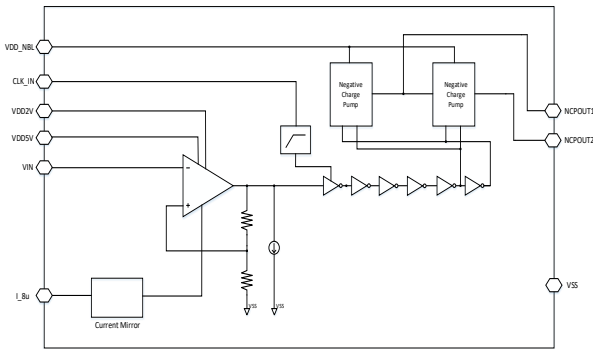 VDD_NBL
CLK_IN
VDD2V
VDD5V
VIN
I_8u
Negative
Charge
Pump
Negative
Charge
Pump
NCPOUT1
NCPOUT2
VSS
-
+
VSS
VSS
Current Mirror